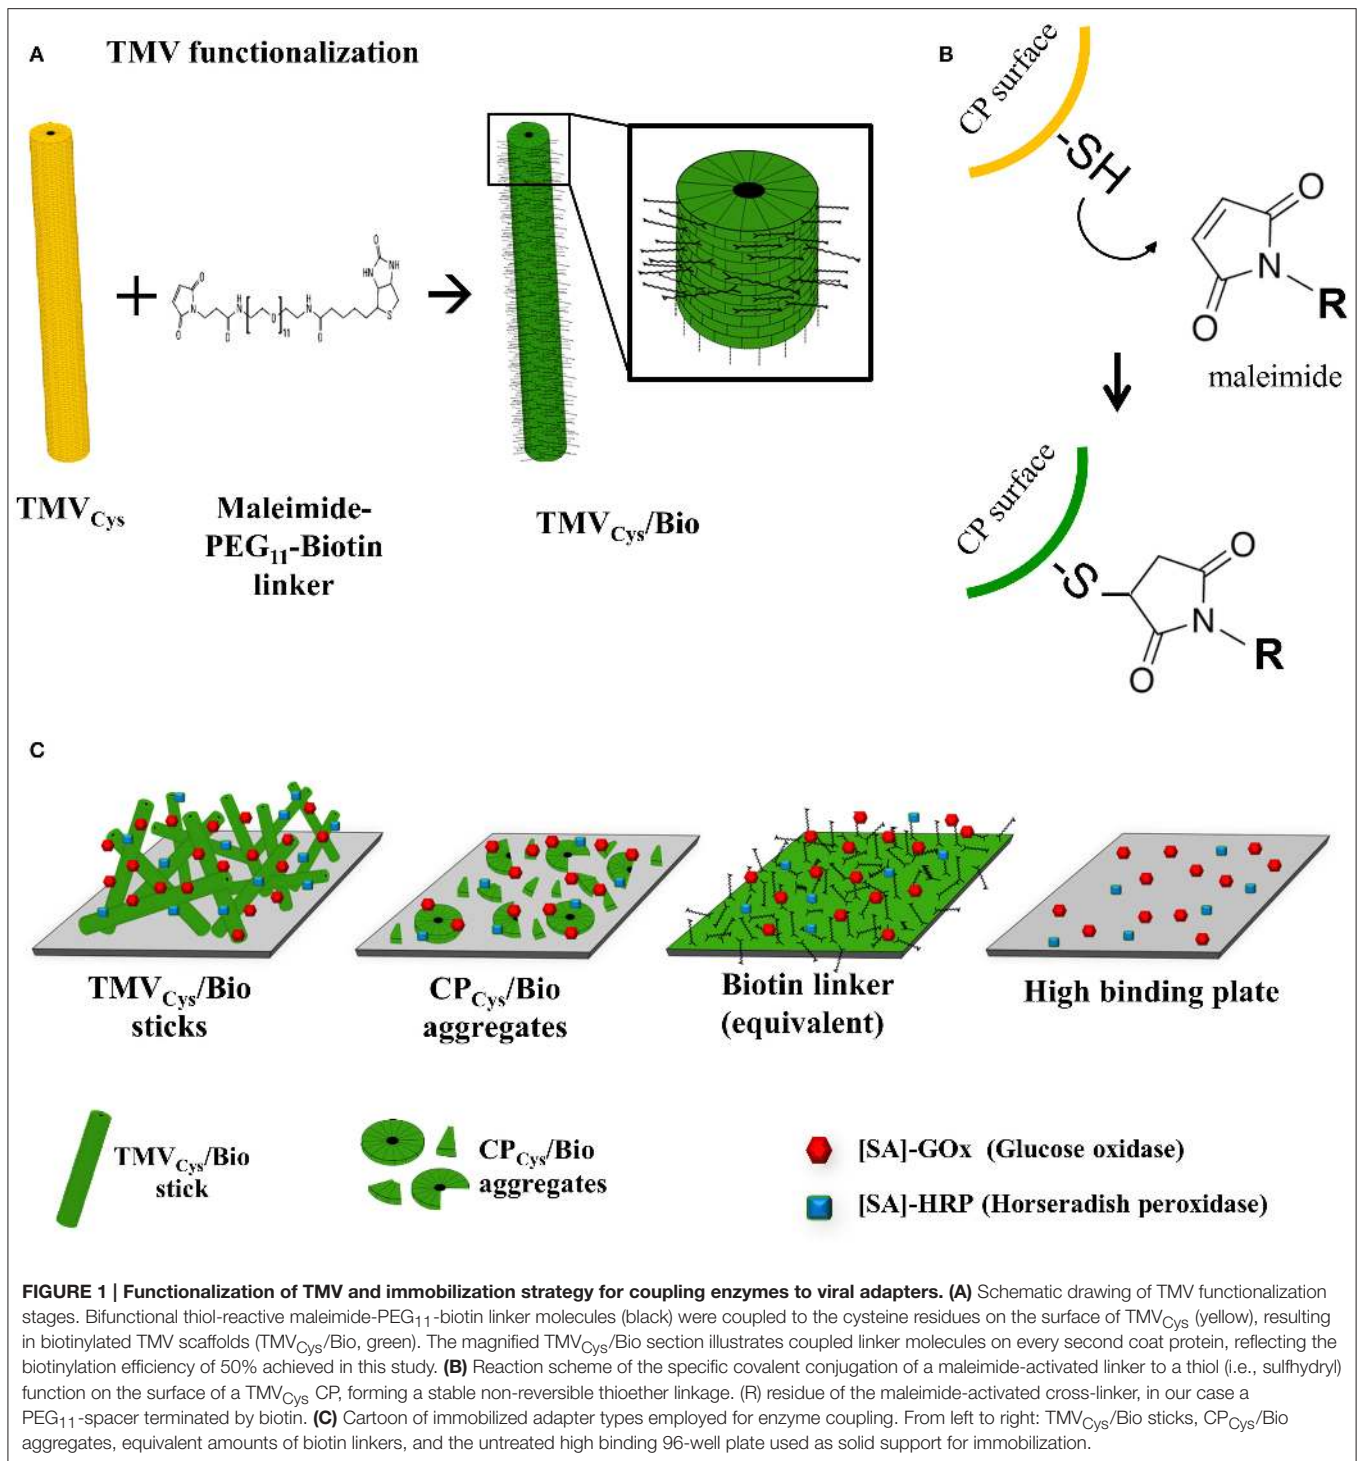 A
TMV functionalization
B
CP surface
-SH
O
N
O
R
maleimide
+
O
N
O
O
H
N
O
11
H
N
O
O
HN
NH
S
TMVCys
Maleimide-
PEG11-Biotin
linker
TMVCys/Bio
CP surface
-S
O
N
O
R
C
TMVCys/Bio
sticks
CPCys/Bio
aggregates
Biotin linker
(equivalent)
High binding plate
TMVCys/Bio
stick
CPCys/Bio
aggregates
[SA]-GOx (Glucose oxidase)
[SA]-HRP (Horseradish peroxidase)
FIGURE 1 | Functionalization of TMV and immobilization strategy for coupling enzymes to viral adapters. (A) Schematic drawing of TMV functionalization
stages. Bifunctional thiol-reactive maleimide-PEG11-biotin linker molecules (black) were coupled to the cysteine residues on the surface of TMVCys (yellow), resulting
in biotinylated TMV scaffolds (TMVCys/Bio, green). The magnified TMVCys/Bio section illustrates coupled linker molecules on every second coat protein, reflecting the
biotinylation efficiency of 50% achieved in this study. (B) Reaction scheme of the specific covalent conjugation of a maleimide-activated linker to a thiol (i.e., sulfhydryl)
function on the surface of a TMVCys CP, forming a stable non-reversible thioether linkage. (R) residue of the maleimide-activated cross-linker, in our case a
PEG11-spacer terminated by biotin. (C) Cartoon of immobilized adapter types employed for enzyme coupling. From left to right: TMVCys/Bio sticks, CPCys/Bio
aggregates, equivalent amounts of biotin linkers, and the untreated high binding 96-well plate used as solid support for immobilization.